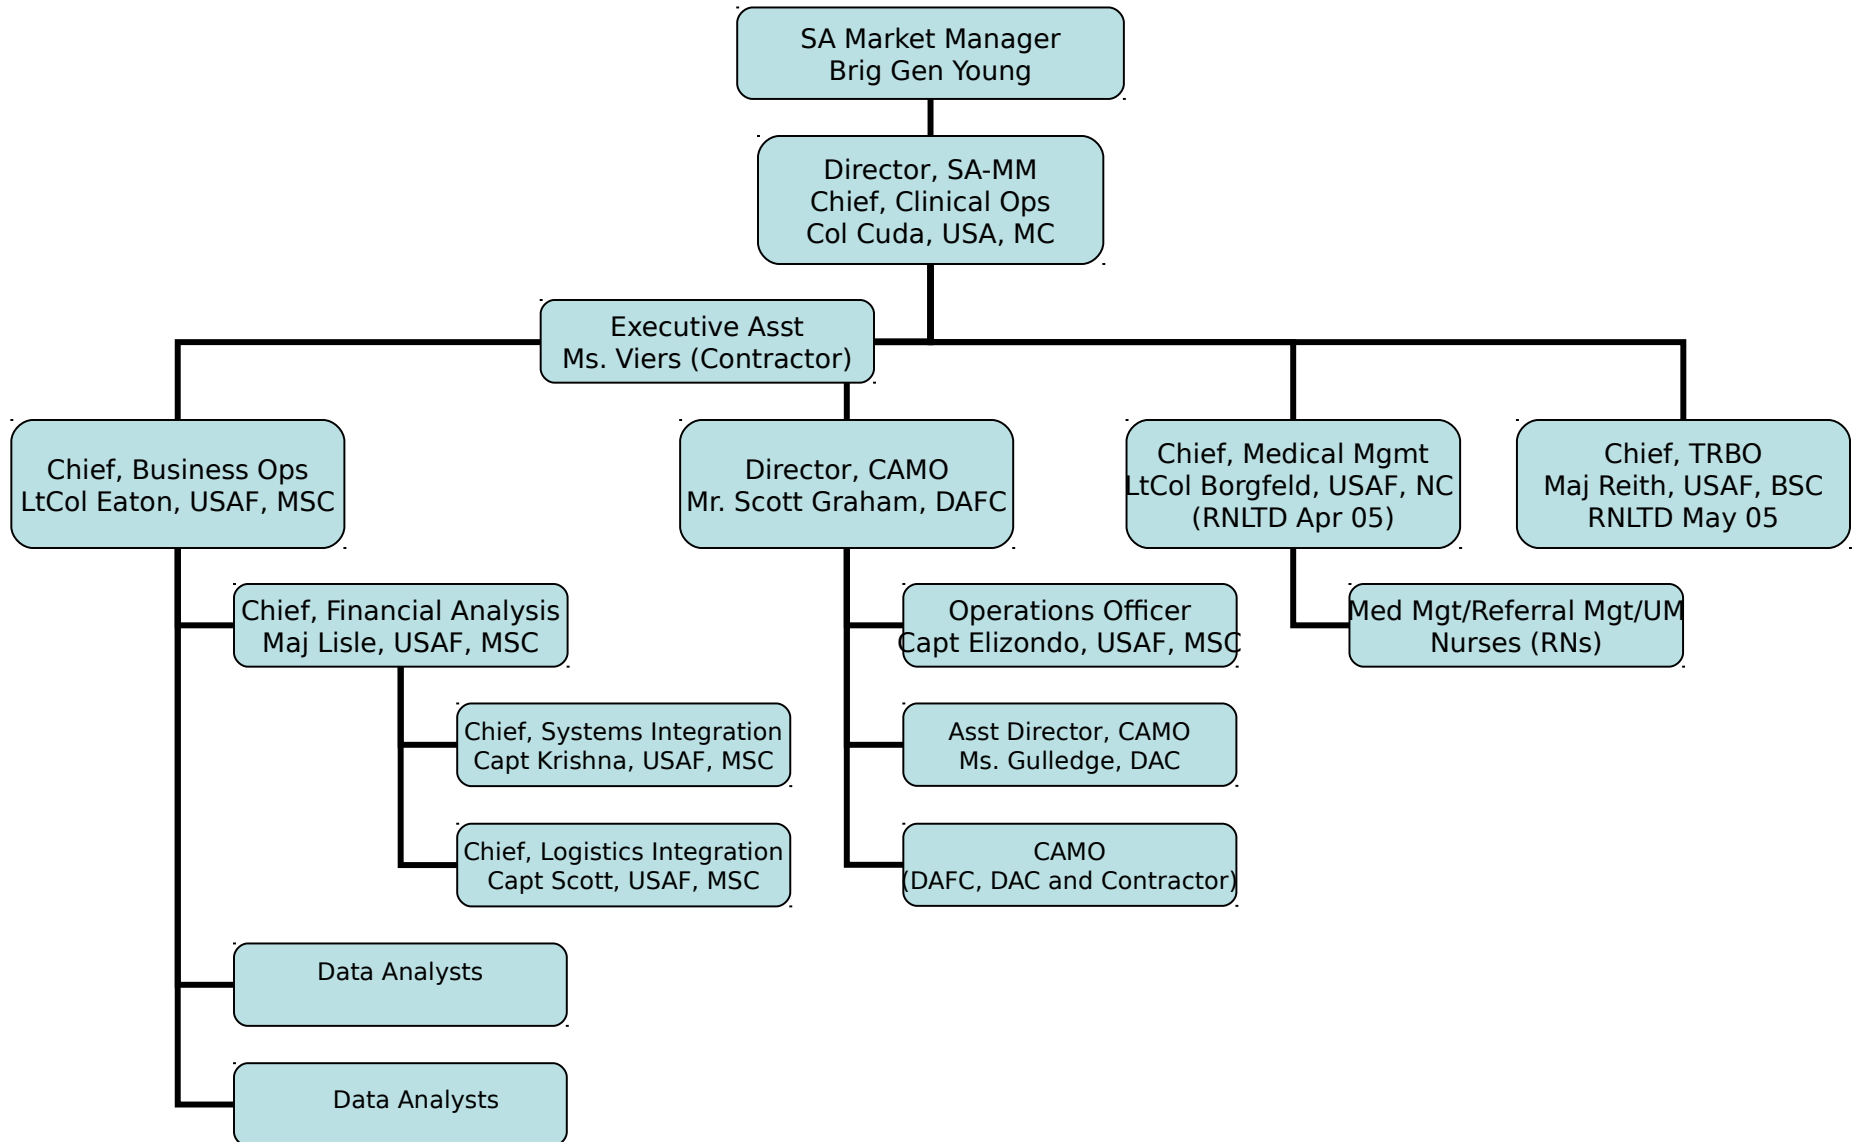 SA Market Manager
Brig Gen Young
Director, SA-MM
Chief, Clinical Ops
Col Cuda, USA, MC
Executive Asst
Ms. Viers (Contractor)
Chief, Business Ops
LtCol Eaton, USAF, MSC
Director, CAMO
Mr. Scott Graham, DAFC
Chief, Medical Mgmt
LtCol Borgfeld, USAF, NC
(RNLTD Apr 05)
Chief, TRBO
Maj Reith, USAF, BSC
RNLTD May 05
Chief, Financial Analysis
Maj Lisle, USAF, MSC
Operations Officer
Capt Elizondo, USAF, MSC
Med Mgt/Referral Mgt/UM
Nurses (RNs)
Chief, Systems Integration
Capt Krishna, USAF, MSC
Asst Director, CAMO
Ms. Gulledge, DAC
Chief, Logistics Integration
Capt Scott, USAF, MSC
CAMO
(DAFC, DAC and Contractor)
Data Analysts
Data Analysts